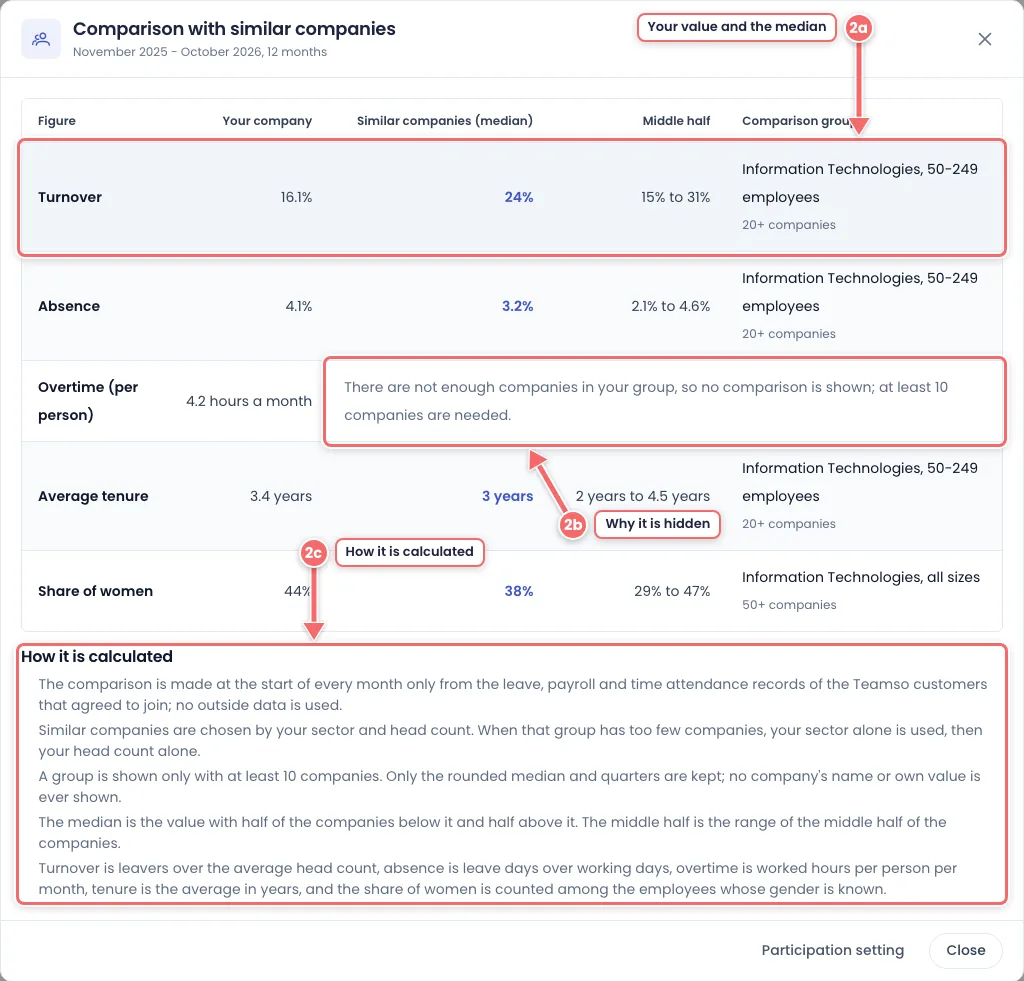 Comparison with similar companies
November 2025 - October 2026, 12 months
Your value and the median
2a
Figure
Your company
Similar companies (median)
Middle half
Comparison group
Turnover
16.1%
24%
15% to 31%
Information Technologies, 50-249
employees
20+ companies
Absence
4.1%
3.2%
2.1% to 4.6%
Information Technologies, 50-249
employees
20+ companies
Overtime (per
person)
4.2 hours a month
There are not enough companies in your group, so no comparison is shown; at least 10
companies are needed.
Average tenure
3.4 years
3 years
2 years to 4.5 years
Information Technologies, 50-249
employees
20+ companies
2b
Why it is hidden
2c
How it is calculated
Share of women
44%
38%
29% to 47%
Information Technologies, all sizes
50+ companies
How it is calculated
The comparison is made at the start of every month only from the leave, payroll and time attendance records of the Teamso customers
that agreed to join; no outside data is used.
Similar companies are chosen by your sector and head count. When that group has too few companies, your sector alone is used, then
your head count alone.
A group is shown only with at least 10 companies. Only the rounded median and quarters are kept; no company's name or own value is
ever shown.
The median is the value with half of the companies below it and half above it. The middle half is the range of the middle half of the
companies.
Turnover is leavers over the average head count, absence is leave days over working days, overtime is worked hours per person per
month, tenure is the average in years, and the share of women is counted among the employees whose gender is known.
Participation setting
Close